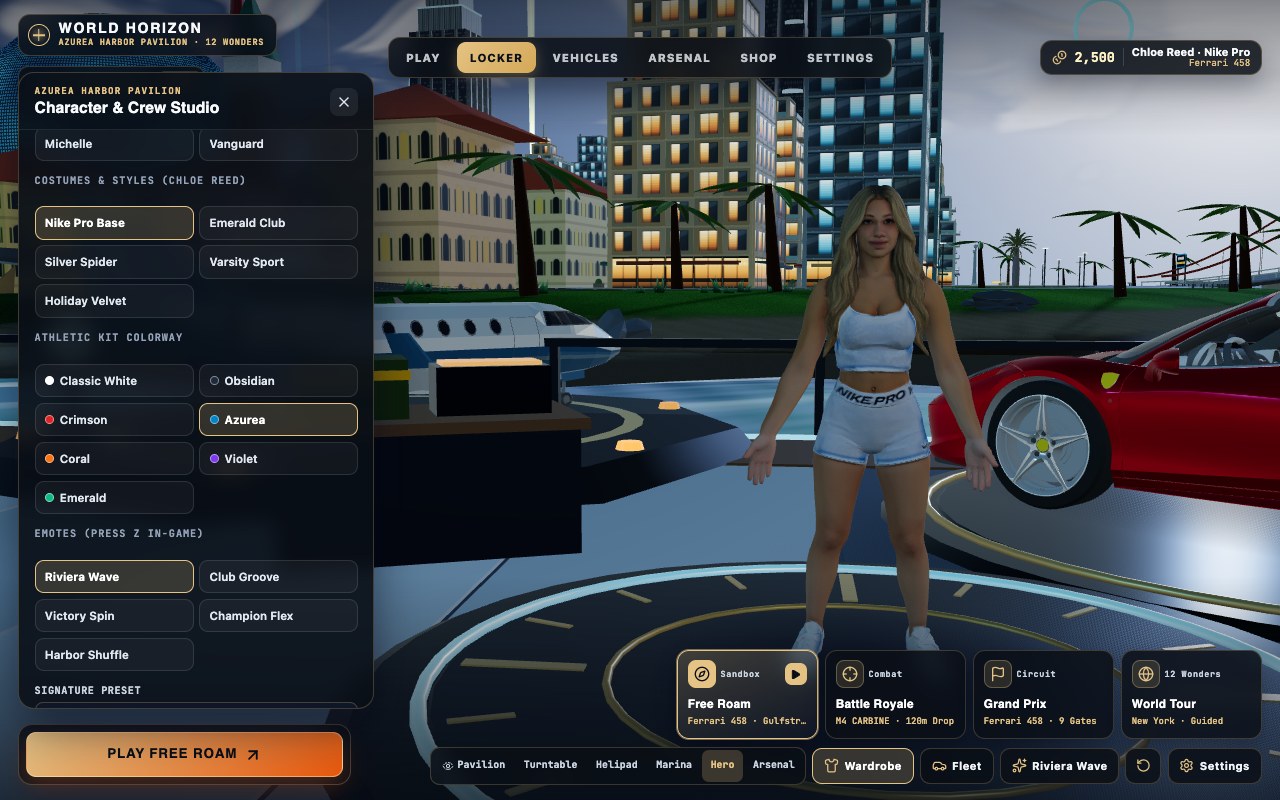 WORLD HORIZON
AZUREA HARBOR PAVILION · 12 WONDERS
PLAY
LOCKER
VEHICLES
ARSENAL
SHOP
SETTINGS
2,500
Chloe Reed · Nike Pro
Ferrari 458
AZUREA HARBOR PAVILION
Character & Crew Studio
Michelle
Vanguard
COSTUMES & STYLES (CHLOE REED)
Nike Pro Base
Emerald Club
Silver Spider
Varsity Sport
Holiday Velvet
ATHLETIC KIT COLORWAY
Classic White
Obsidian
Crimson
Azurea
Coral
Violet
Emerald
EMOTES (PRESS Z IN-GAME)
Riviera Wave
Club Groove
Victory Spin
Champion Flex
Harbor Shuffle
SIGNATURE PRESET
PLAY FREE ROAM
NIKE PRO
Sandbox
Free Roam
Ferrari 458 · Gulfstr…
Combat
Battle Royale
M4 CARBINE · 120m Drop
Circuit
Grand Prix
Ferrari 458 · 9 Gates
12 Wonders
World Tour
New York · Guided
Pavilion
Turntable
Helipad
Marina
Hero
Arsenal
Wardrobe
Fleet
Riviera Wave
Settings